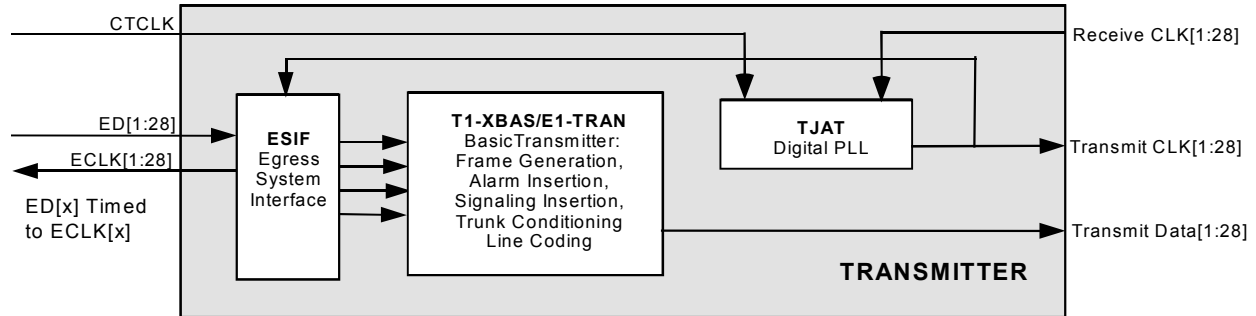 CTCLK
Receive CLK[1:28]
ED[1:28]
ECLK[1:28]
ED[x] Timed
to ECLK[x]
ESIF
Egress
System
Interface
T1-XBAS/E1-TRAN
BasicTransmitter:
Frame Generation,
Alarm Insertion,
Signaling Insertion,
Trunk Conditioning
Line Coding
TJAT
Digital PLL
Transmit CLK[1:28]
Transmit Data[1:28]
TRANSMITTER